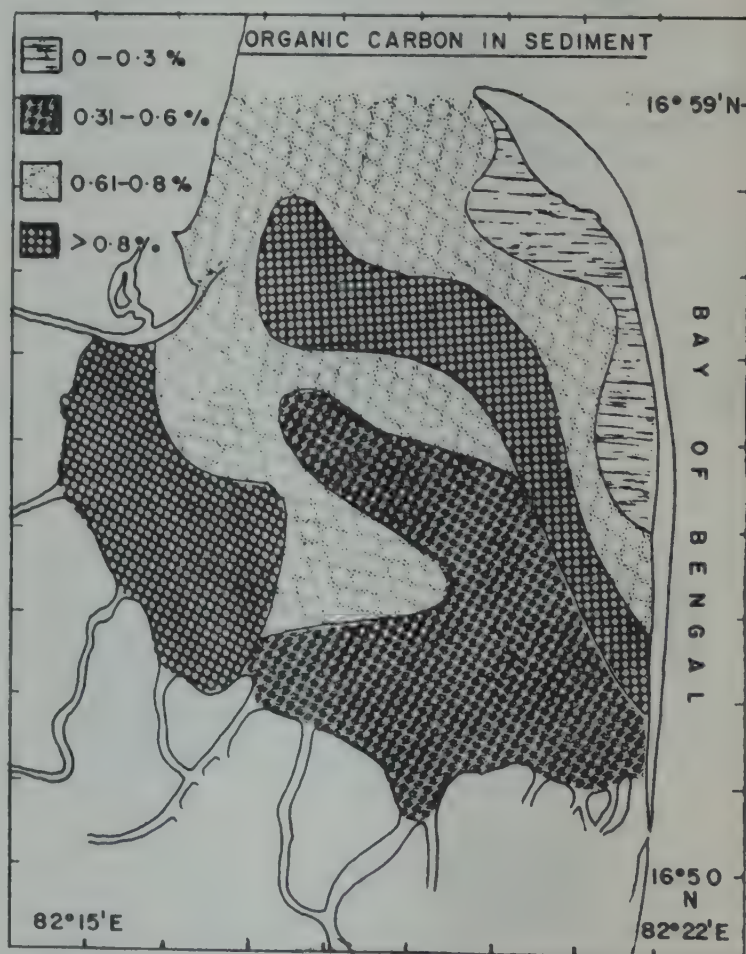 ORGANIC CARBON IN SEDIMENT
0-0.3 %
0.31-0.6 %
0.61-0.8 %
> 0.8 %
16° 59'N
BAY OF BENGAL
82°15'E
16°50
N
82°22'E